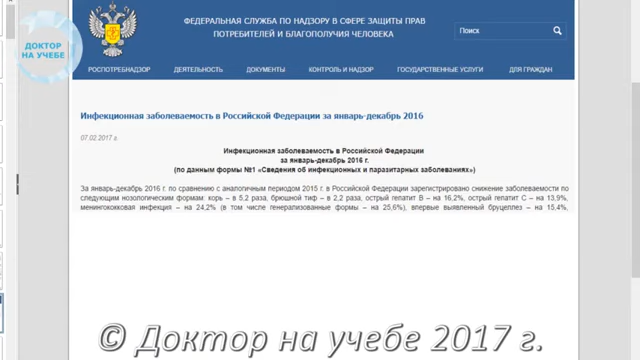 ДОКТОР
НА УЧЕБЕ
ФЕДЕРАЛЬНАЯ СЛУЖБА ПО НАДЗОРУ В СФЕРЕ ЗАЩИТЫ ПРАВ
ПОТРЕБИТЕЛЕЙ И БЛАГОПОЛУЧИЯ ЧЕЛОВЕКА
Поиск
РОСПОТРЕБНАДЗОР ДЕЯТЕЛЬНОСТЬ ДОКУМЕНТЫ КОНТРОЛЬ И НАДЗОР ГОСУДАРСТВЕННЫЕ УСЛУГИ ДЛЯ ГРАЖДАН
Инфекционная заболеваемость в Российской Федерации за январь-декабрь 2016
07.02.2017 г.
Инфекционная заболеваемость в Российской Федерации
за январь-декабрь 2016 г.
(по данным формы №1 «Сведения об инфекционных и паразитарных заболеваниях»)
За январь-декабрь 2016 г. по сравнению с аналогичным периодом 2015 г. в Российской Федерации зарегистрировано снижение заболеваемости по
следующим нозологическим формам: корь – в 5,2 раза, брюшной тиф – в 2,2 раза, острый гепатит В – на 16,2%, острый гепатит С – на 13,9%,
менингококковая инфекция – на 24,2% (в том числе генерализованные формы – на 25,6%), впервые выявленный бруцеллез – на 15,4%,
© Доктор на учебе 2017 г.